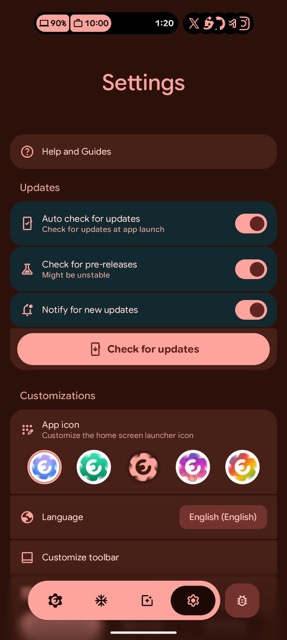 90%
10:00
1:20
Settings
Help and Guides
Updates
Auto check for updates
Check for updates at app launch
Check for pre-releases
Might be unstable
Notify for new updates
Check for updates
Customizations
App icon
Customize the home screen launcher icon
Language
English (English)
Customize toolbar